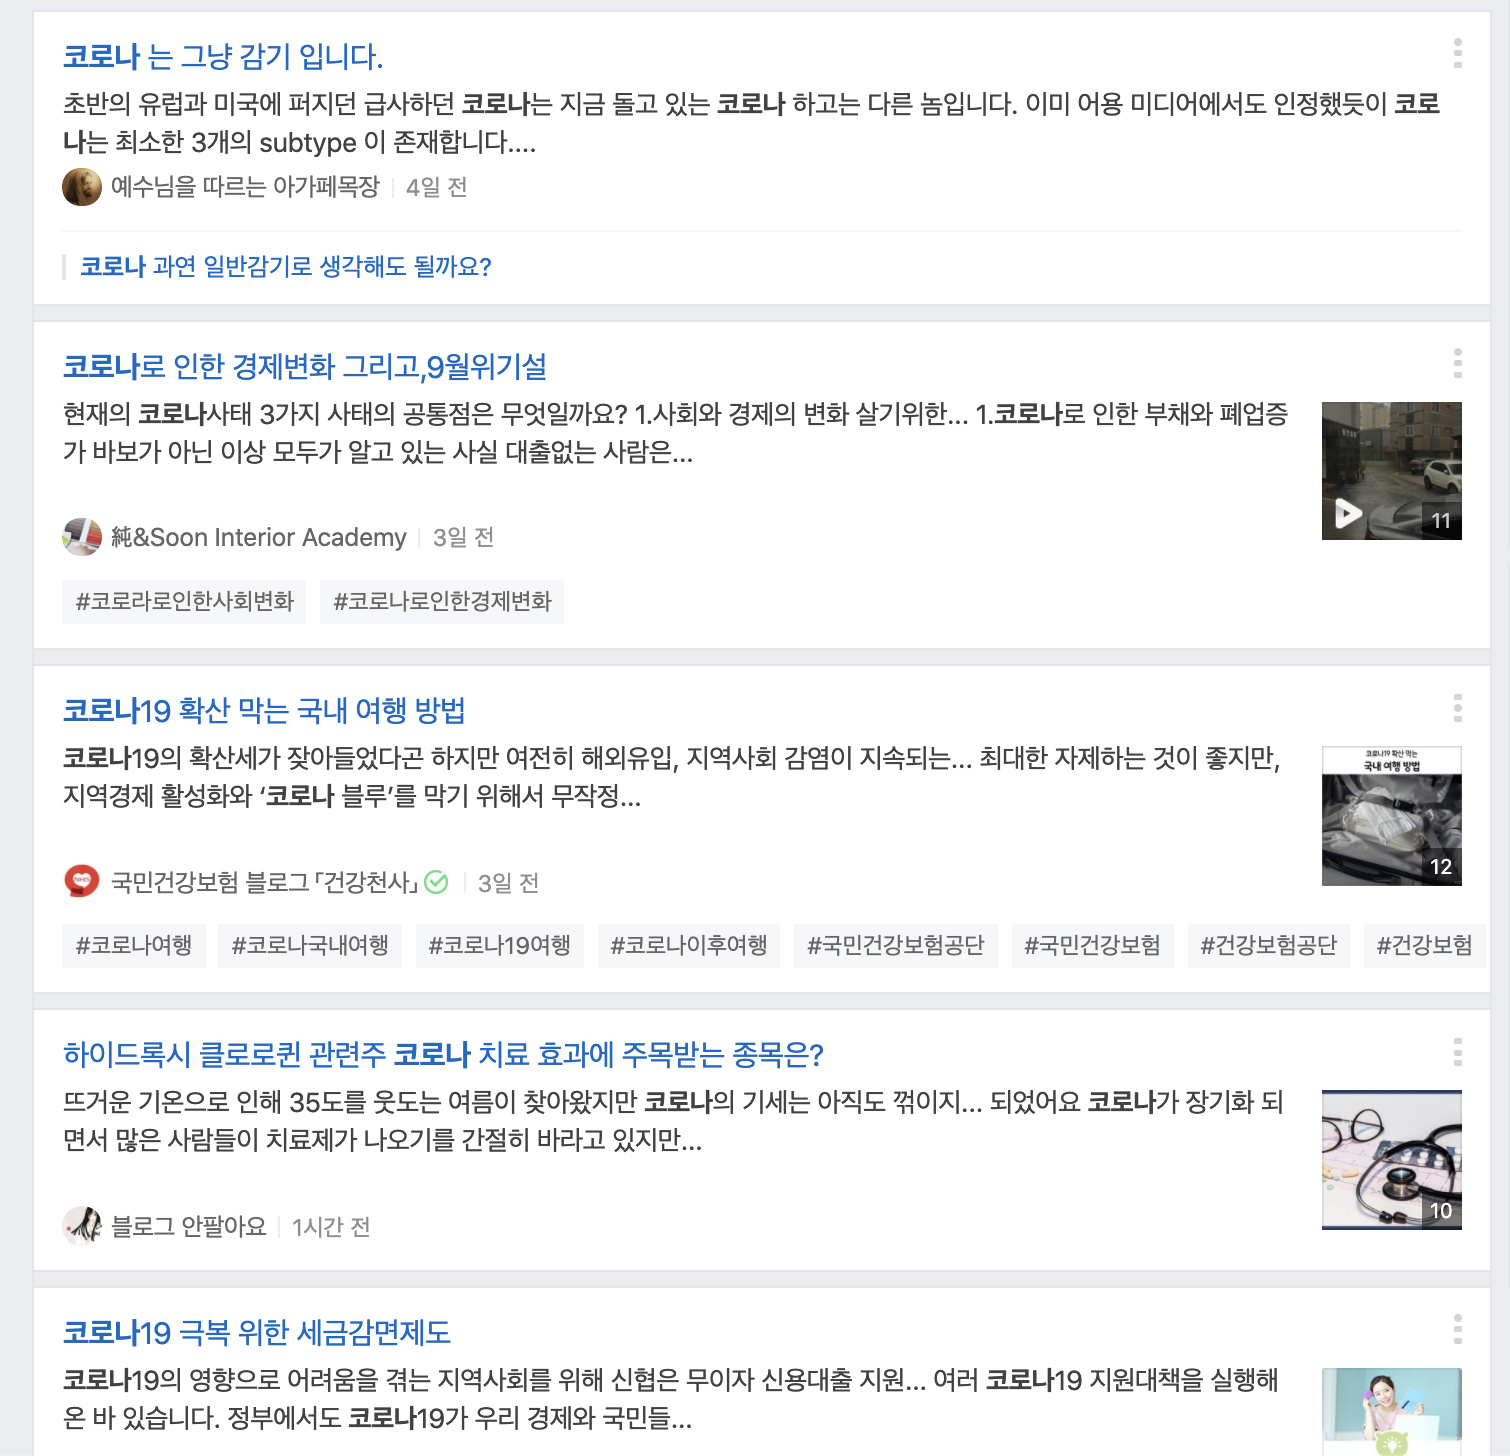 코로나 는 그냥 감기 입니다.
초반의 유럽과 미국에 퍼지던 급사하던 코로나는 지금 돌고 있는 코로나 하고는 다른 놈입니다. 이미 어용 미디어에서도 인정했듯이 코로
나는 최소한 3개의 subtype 이 존재합니다....
예수님을 따르는 아가페목장 4일 전
코로나 과연 일반감기로 생각해도 될까요?
코로나로 인한 경제변화 그리고,9월위기설
현재의 코로나사태 3가지 사태의 공통점은 무엇일까요? 1.사회와 경제의 변화 살기위한... 1.코로나로 인한 부채와 폐업증
가 바보가 아닌 이상 모두가 알고 있는 사실 대출없는 사람은...
11
純&Soon Interior Academy 3일 전
#코로라로인한사회변화 #코로나로인한경제변화
코로나19 확산 막는 국내 여행 방법
코로나19의 확산세가 잦아들었다곤 하지만 여전히 해외유입, 지역사회 감염이 지속되는... 최대한 자제하는 것이 좋지만,
지역경제 활성화와 ‘코로나 블루’를 막기 위해서 무작정...
코로나19 확산 막는
국내 여행 방법
12
NHIS
국민건강보험 블로그 「건강천사」 3일 전
#코로나여행 #코로나국내여행 #코로나19여행 #코로나이후여행 #국민건강보험공단 #국민건강보험 #건강보험공단 #건강보험
하이드록시 클로로퀸 관련주 코로나 치료 효과에 주목받는 종목은?
뜨거운 기온으로 인해 35도를 웃도는 여름이 찾아왔지만 코로나의 기세는 아직도 꺾이지... 되었어요 코로나가 장기화 되
면서 많은 사람들이 치료제가 나오기를 간절히 바라고 있지만...
10
블로그 안팔아요 1시간 전
코로나19 극복 위한 세금감면제도
코로나19의 영향으로 어려움을 겪는 지역사회를 위해 신협은 무이자 신용대출 지원... 여러 코로나19 지원대책을 실행해
온 바 있습니다. 정부에서도 코로나19가 우리 경제와 국민들...